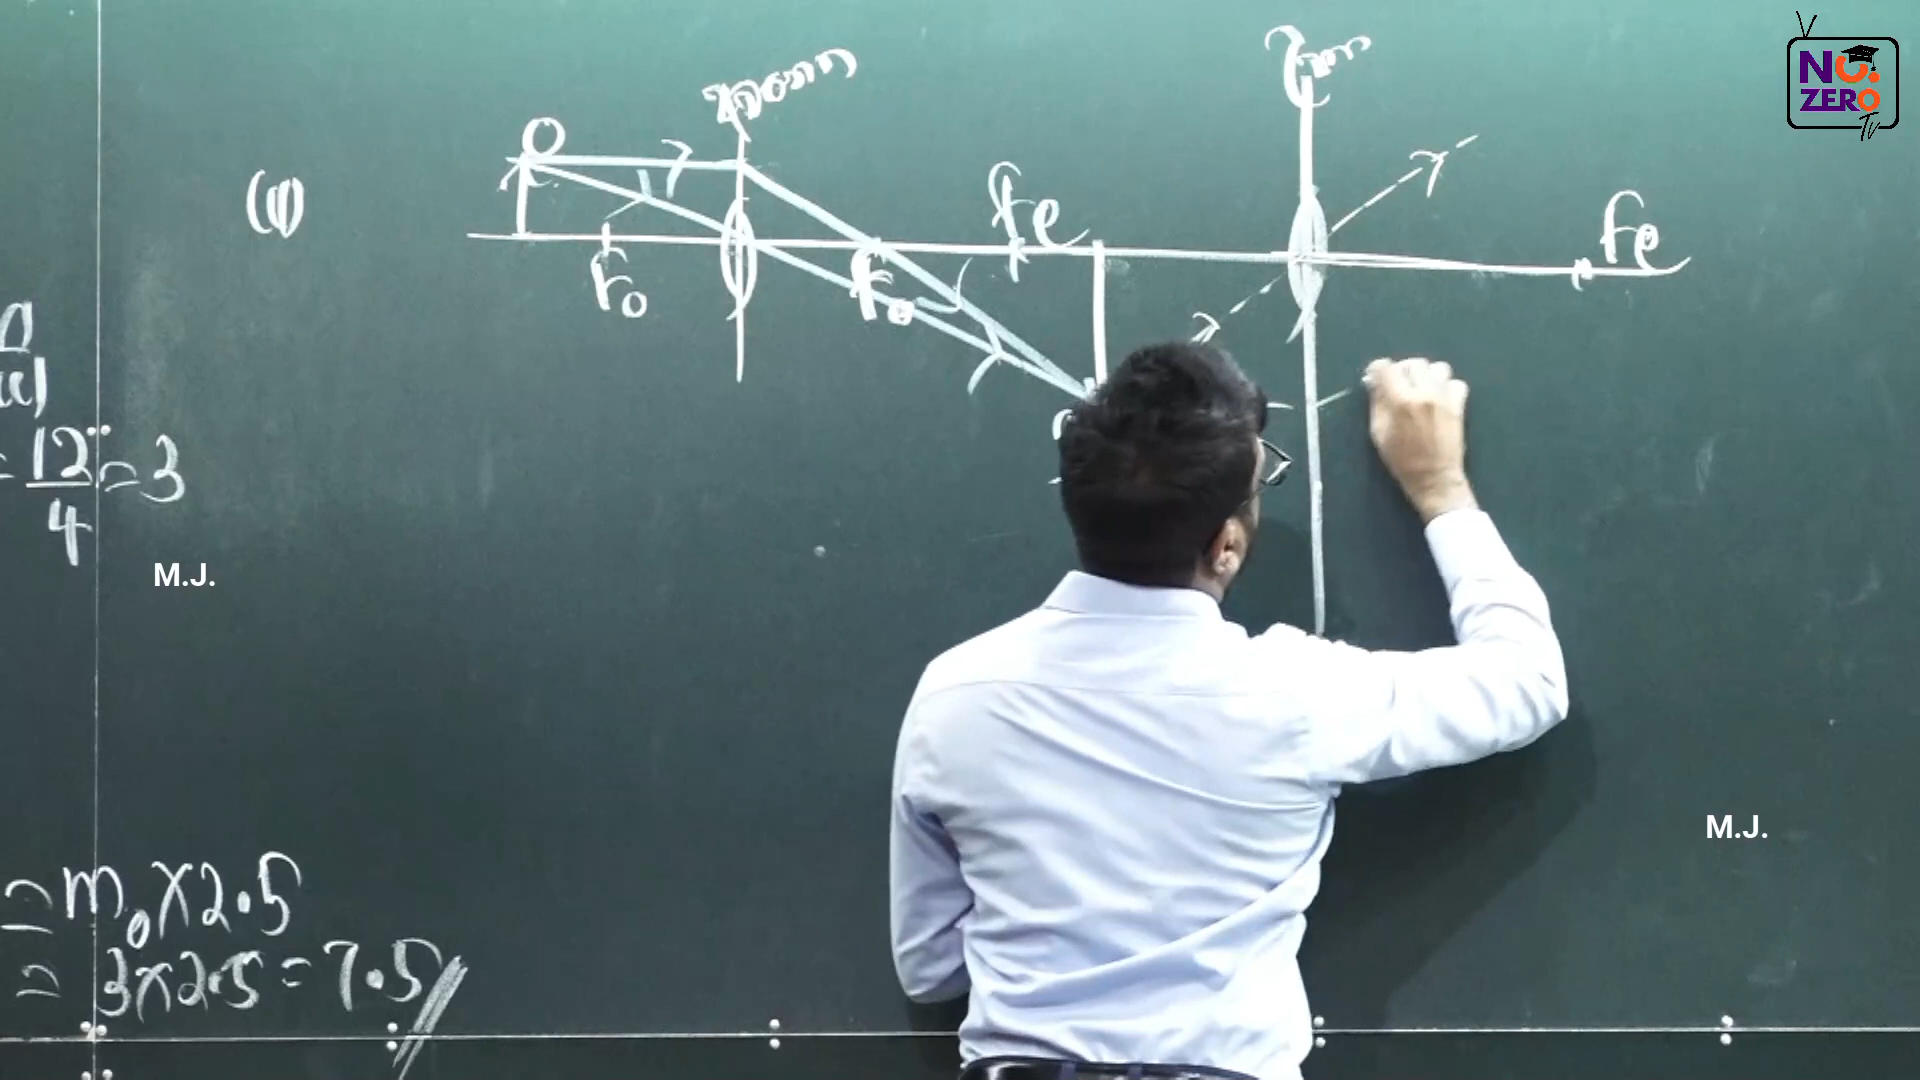 NO.
ZERO
TV
(ii)
O
fe
fe
fo
fo
= 12 = 3
4
M.J.
M.J.
= m₀ × 2.5
= 3 × 2.5 = 7.5